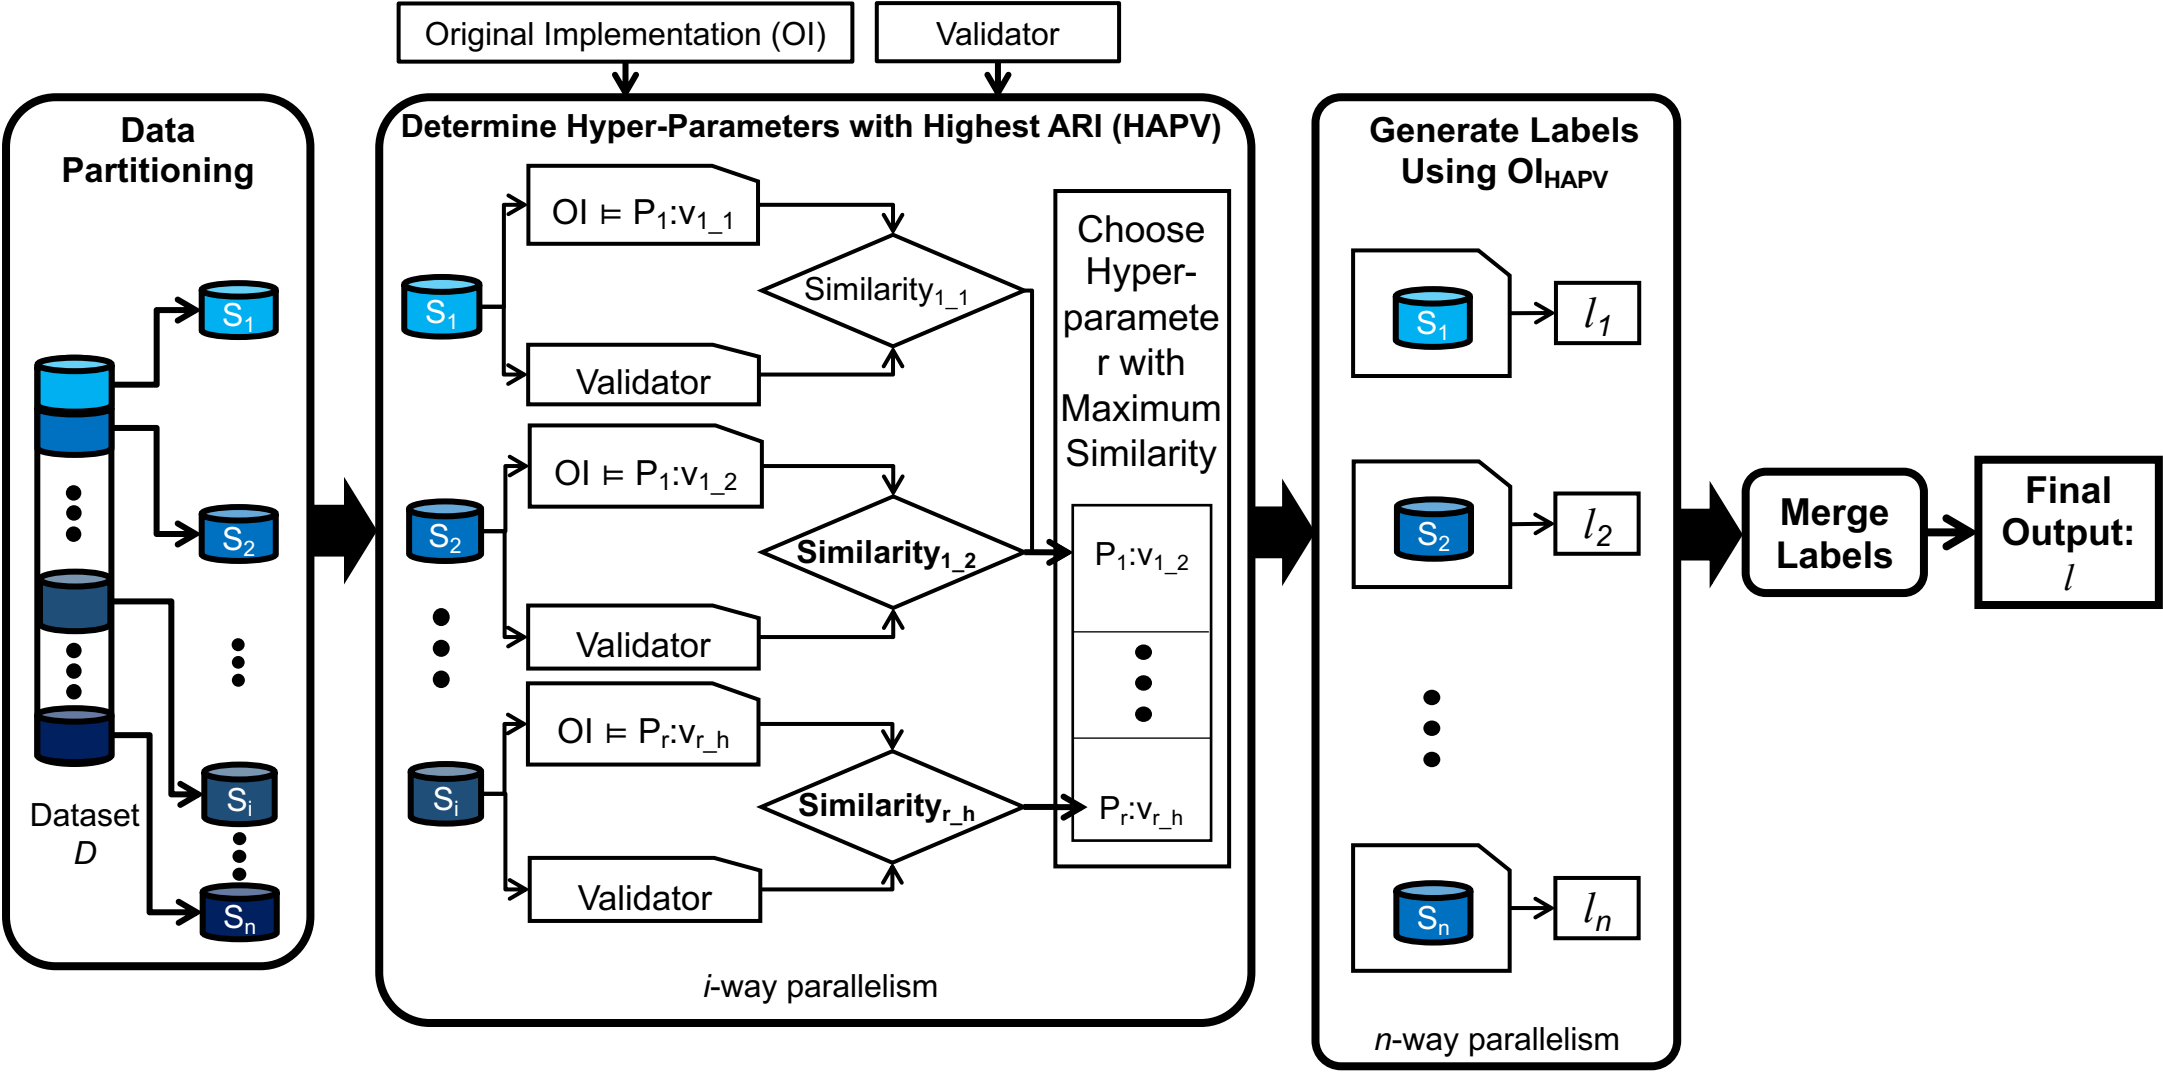 Original Implementation (OI)
Validator
Data
Partitioning
S1
S2
Si
Sn
Dataset
D
Determine Hyper-Parameters with Highest ARI (HAPV)
S1
OI ⊨ P1:v1_1
Validator
Similarity1_1
S2
OI ⊨ P1:v1_2
Validator
Similarity1_2
Si
OI ⊨ Pr:vr_h
Validator
Similarityr_h
Choose
Hyper-
paramete
r with
Maximum
Similarity
P1:v1_2
Pr:vr_h
i-way parallelism
Generate Labels
Using OIHAPV
S1
l1
S2
l2
Sn
ln
n-way parallelism
Merge
Labels
Final
Output:
l